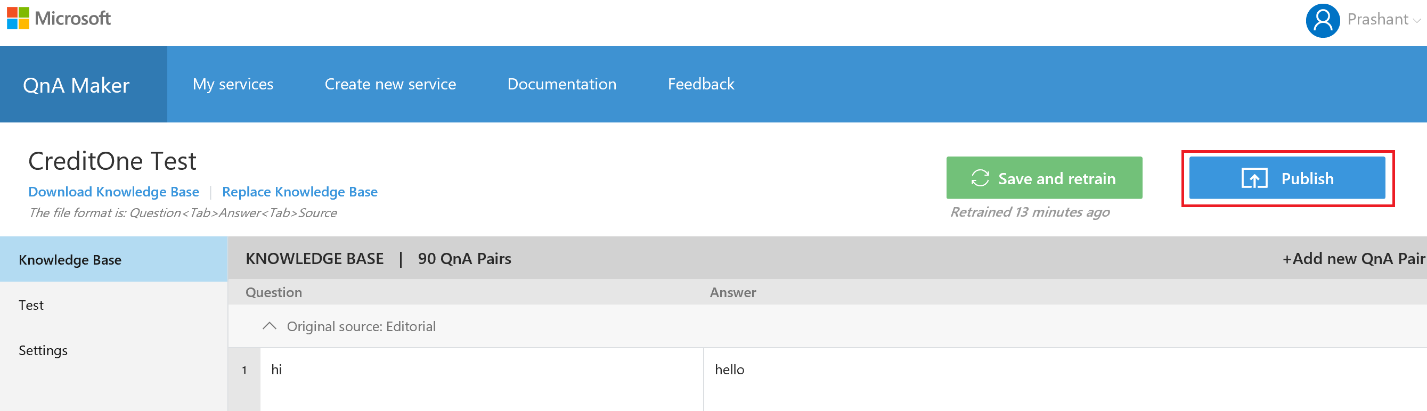 Microsoft
Prashant
QnA Maker
My services
Create new service
Documentation
Feedback
CreditOne Test
Save and retrain
Publish
Download Knowledge Base | Replace Knowledge Base
The file format is: Question<Tab>Answer<Tab>Source
Retrained 13 minutes ago
Knowledge Base
Test
Settings
KNOWLEDGE BASE | 90 QnA Pairs
+Add new QnA Pair
Question
Answer
Original source: Editorial
1
hi
hello